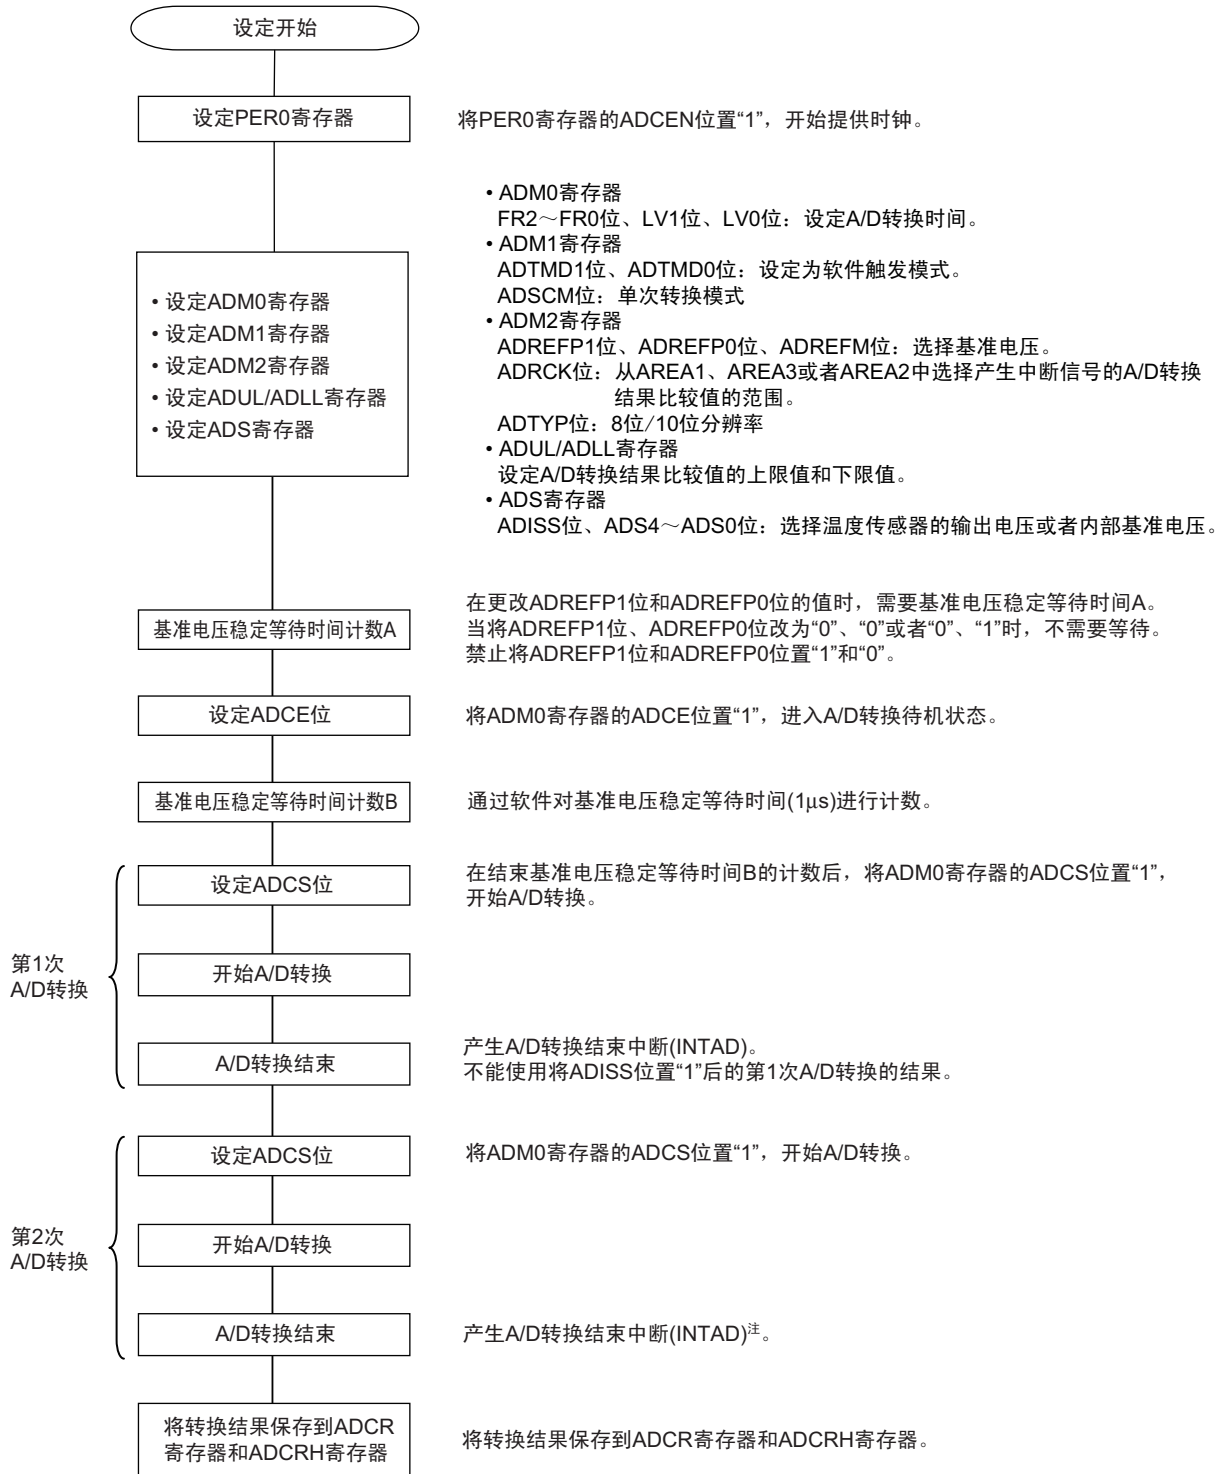 设定开始
设定PER0寄存器
将PER0寄存器的ADCEN位置“1”，开始提供时钟。
• 设定ADM0寄存器
• 设定ADM1寄存器
• 设定ADM2寄存器
• 设定ADUL/ADLL寄存器
• 设定ADS寄存器
• ADM0寄存器
FR2～FR0位、LV1位、LV0位：设定A/D转换时间。
• ADM1寄存器
ADTMD1位、ADTMD0位：设定为软件触发模式。
ADSCM位：单次转换模式
• ADM2寄存器
ADREFP1位、ADREFP0位、ADREFM位：选择基准电压。
ADRCK位：从AREA1、AREA3或者AREA2中选择产生中断信号的A/D转换
结果比较值的范围。
ADTYP位：8位/10位分辨率
• ADUL/ADLL寄存器
设定A/D转换结果比较值的上限值和下限值。
• ADS寄存器
ADISS位、ADS4～ADS0位：选择温度传感器的输出电压或者内部基准电压。
基准电压稳定等待时间计数A
在更改ADREFP1位和ADREFP0位的值时，需要基准电压稳定等待时间A。
当将ADREFP1位、ADREFP0位改为“0”、“0”或者“0”、“1”时，不需要等待。
禁止将ADREFP1位和ADREFP0位置“1”和“0”。
设定ADCE位
将ADM0寄存器的ADCE位置“1”，进入A/D转换待机状态。
基准电压稳定等待时间计数B
通过软件对基准电压稳定等待时间(1μs)进行计数。
第1次
A/D转换
设定ADCS位
在结束基准电压稳定等待时间B的计数后，将ADM0寄存器的ADCS位置“1”，
开始A/D转换。
开始A/D转换
A/D转换结束
产生A/D转换结束中断(INTAD)。
不能使用将ADISS位置“1”后的第1次A/D转换的结果。
第2次
A/D转换
设定ADCS位
将ADM0寄存器的ADCS位置“1”，开始A/D转换。
开始A/D转换
A/D转换结束
产生A/D转换结束中断(INTAD)注。
将转换结果保存到ADCR
寄存器和ADCRH寄存器
将转换结果保存到ADCR寄存器和ADCRH寄存器。